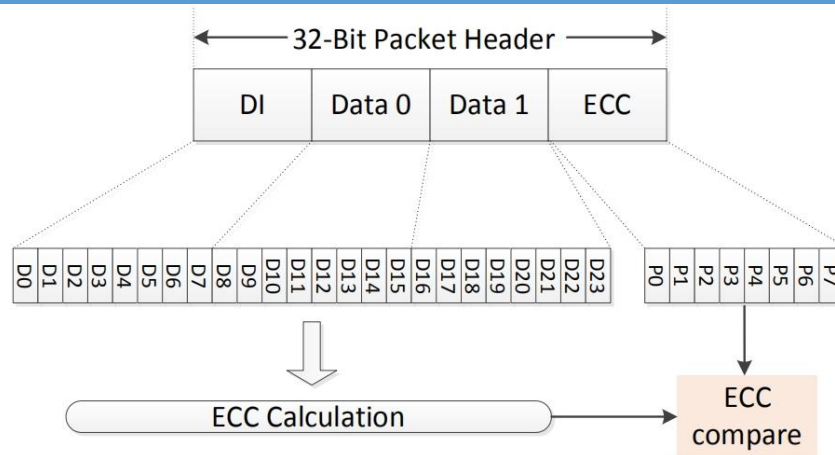 32-Bit Packet Header
DI Data 0 Data 1 ECC
D0 D1 D2 D3 D4 D5 D6 D7 D8 D9 D10 D11 D12 D13 D14 D15 D16 D17 D18 D19 D20 D21 D22 D23 P0 P1 P2 P3 P4 P5 P6 P7
ECC Calculation
ECC
compare